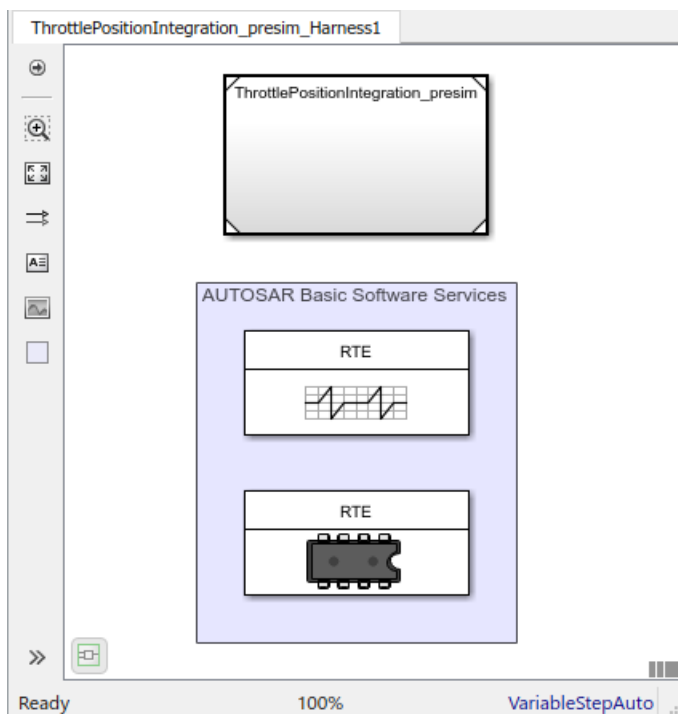 ThrottlePositionIntegration_presim_Harness1
ThrottlePositionIntegration_presim
AUTOSAR Basic Software Services
RTE
RTE
Ready
100%
VariableStepAuto